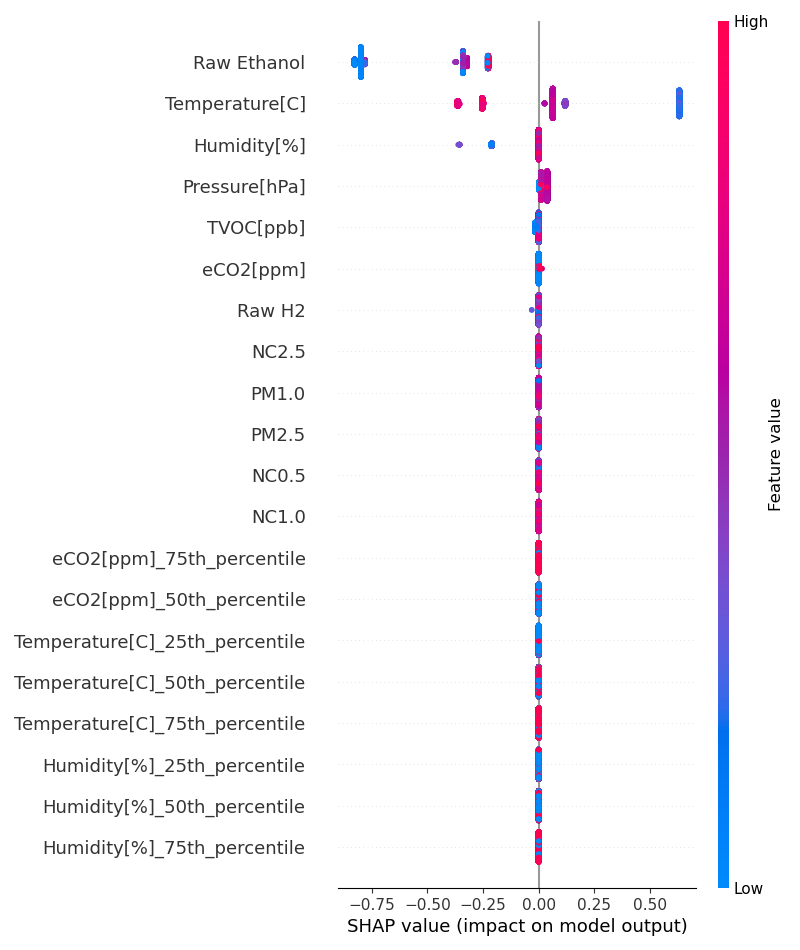 High
Raw Ethanol
Temperature[C]
Humidity[%]
Pressure[hPa]
TVOC[ppb]
eCO2[ppm]
Raw H2
NC2.5
PM1.0
PM2.5
NC0.5
NC1.0
eCO2[ppm]_75th_percentile
eCO2[ppm]_50th_percentile
Temperature[C]_25th_percentile
Temperature[C]_50th_percentile
Temperature[C]_75th_percentile
Humidity[%]_25th_percentile
Humidity[%]_50th_percentile
Humidity[%]_75th_percentile
Feature value
Low
−0.75 −0.50 −0.25 0.00 0.25 0.50
SHAP value (impact on model output)